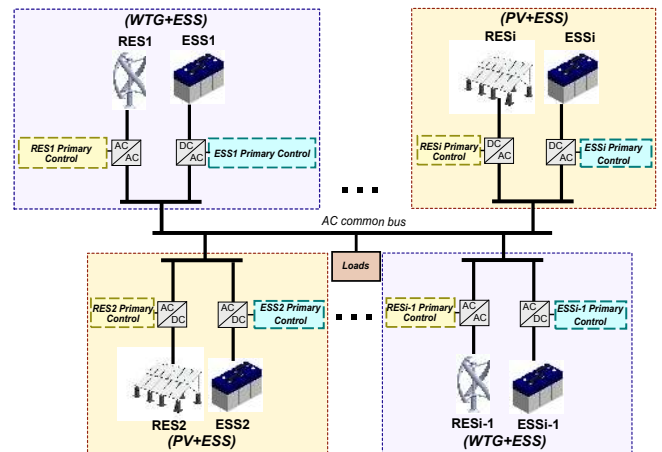 (WTG+ESS)
RES1
ESS1
AC
AC
DC
AC
RES1 Primary
Control
ESS1 Primary Control
(PV+ESS)
RESi
ESSi
RESi Primary
Control
DC
AC
DC
AC
ESSi Primary
Control
AC common bus
Loads
RES2 Primary
Control
AC
DC
AC
DC
ESS2 Primary
Control
RES2
ESS2
(PV+ESS)
RESi-1 Primary
Control
AC
AC
AC
DC
ESSi-1 Primary
Control
RESi-1
ESSi-1
(WTG+ESS)